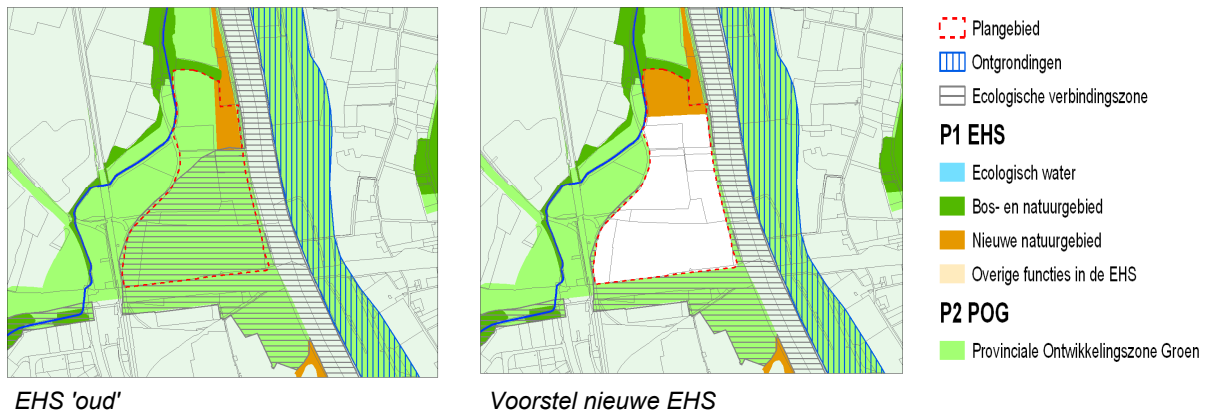 Plangebied
Ontgrondingen
Ecologische verbindingszone
P1 EHS
Ecologisch water
Bos- en natuurgebied
Nieuwe natuurgebied
Overige functies in de EHS
P2 POG
Provinciale Ontwikkelingszone Groen
EHS 'oud'
Voorstel nieuwe EHS